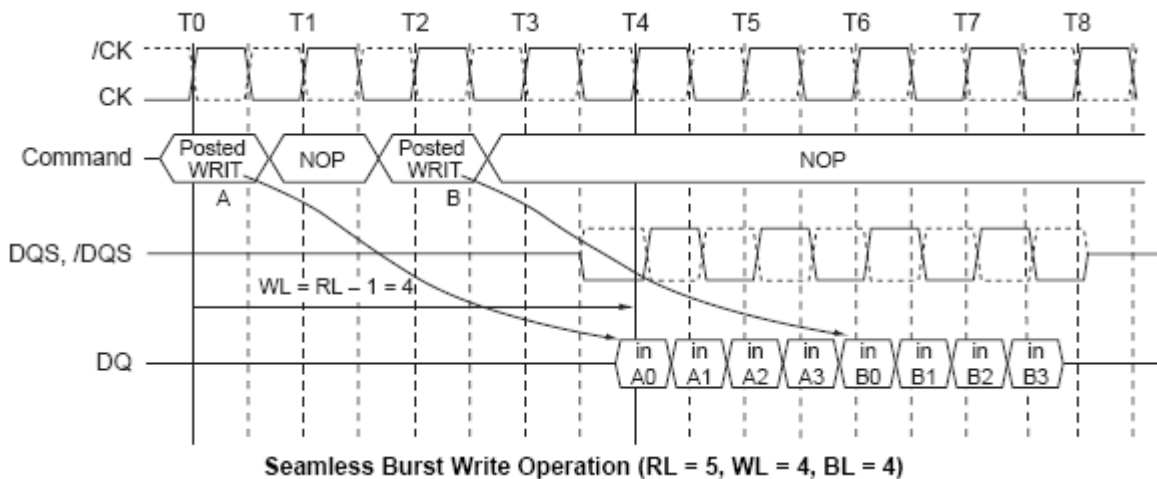 T0 T1 T2 T3 T4 T5 T6 T7 T8
/CK
CK
Command
Posted
WRIT
NOP
Posted
WRIT
NOP
A
B
DQS, /DQS
WL = RL – 1 = 4
DQ
in
A0
in
A1
in
A2
in
A3
in
B0
in
B1
in
B2
in
B3
Seamless Burst Write Operation (RL = 5, WL = 4, BL = 4)